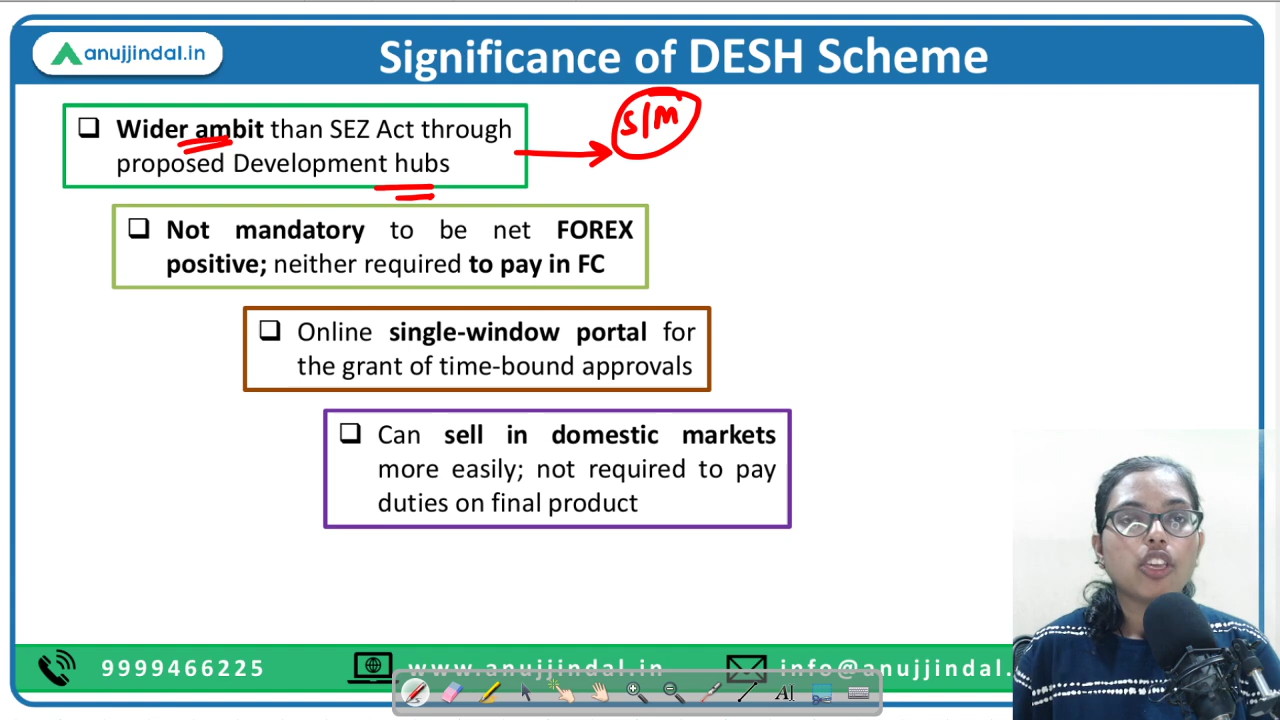 anujjindal.in
Significance of DESH Scheme
Wider ambit than SEZ Act through
proposed Development hubs
S/M
Not mandatory to be net FOREX
positive; neither required to pay in FC
Online single-window portal for
the grant of time-bound approvals
Can sell in domestic markets
more easily; not required to pay
duties on final product
9999466225
www.anujjindal.in
info@anujjindal.
A